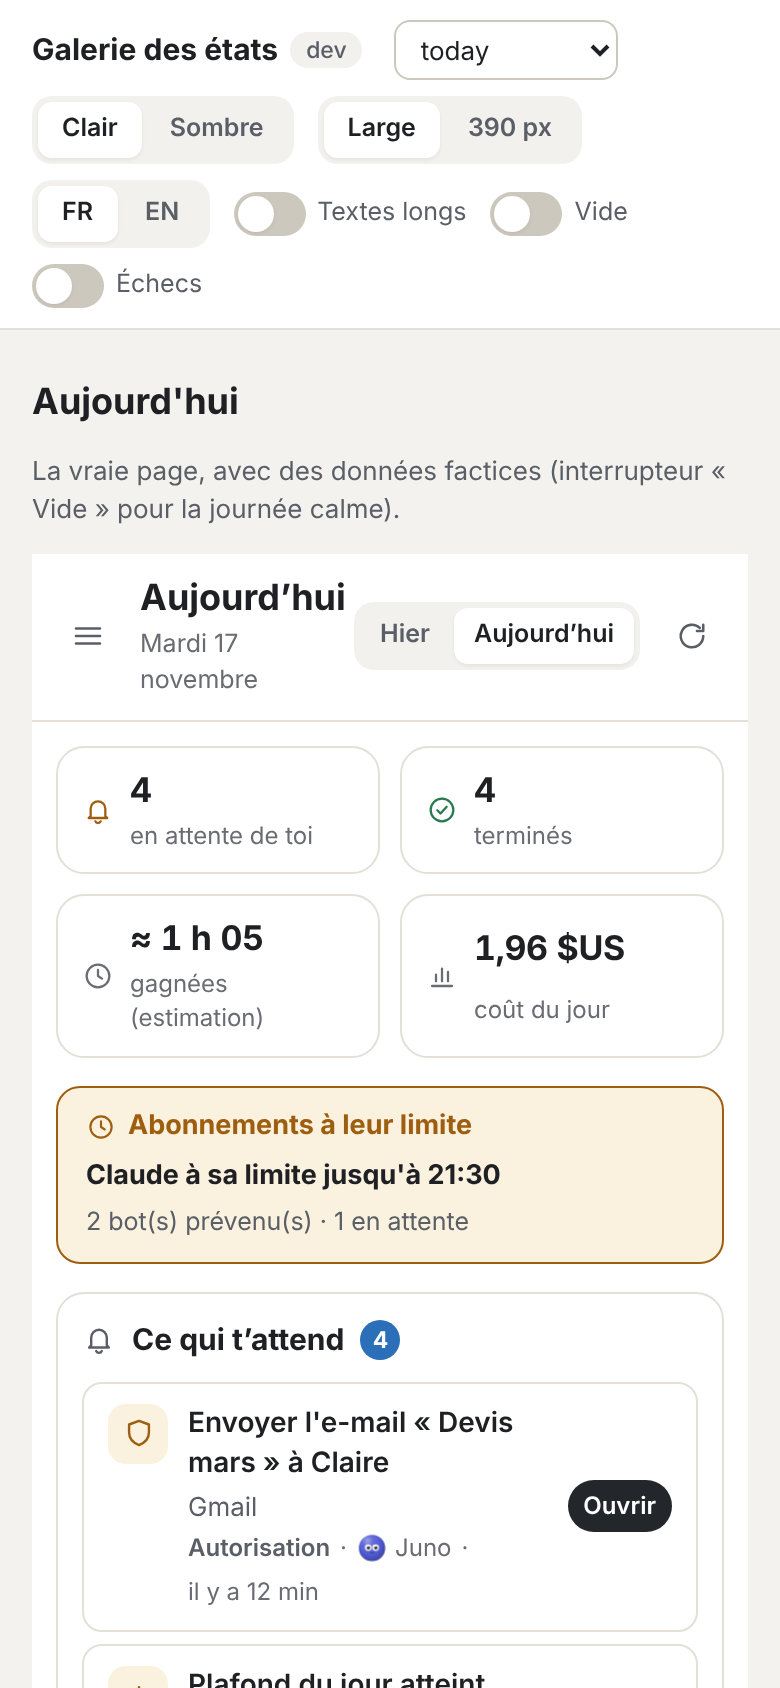 Galerie des états dev today
Clair Sombre Large 390 px
FR EN Textes longs Vide
Échecs
Aujourd'hui
La vraie page, avec des données factices (interrupteur «
Vide » pour la journée calme).
Aujourd’hui
Mardi 17
novembre
Hier Aujourd’hui
4
en attente de toi
4
terminés
≈ 1 h 05
gagnées
(estimation)
1,96 $US
coût du jour
Abonnements à leur limite
Claude à sa limite jusqu'à 21:30
2 bot(s) prévenu(s) · 1 en attente
Ce qui t’attend 4
Envoyer l'e-mail « Devis
mars » à Claire
Gmail
Autorisation · Juno ·
il y a 12 min
Ouvrir
Plafond du jour atteint